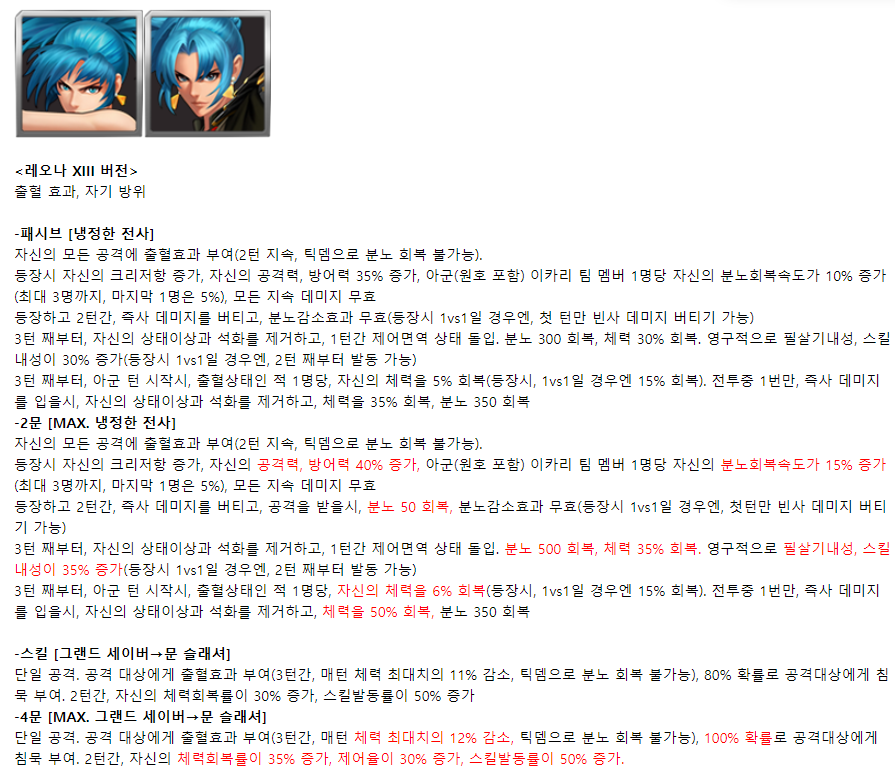 <레오나 XIII 버전>
출혈 효과, 자기 방위
-패시브 [냉정한 전사]
자신의 모든 공격에 출혈효과 부여(2턴 지속, 틱뎀으로 분노 회복 불가능).
등장시 자신의 크리저항 증가, 자신의 공격력, 방어력 35% 증가, 아군(원호 포함) 이카리 팀 멤버 1명당 자신의 분노회복속도가 10% 증가
(최대 3명까지, 마지막 1명은 5%), 모든 지속 데미지 무효
등장하고 2턴간, 즉사 데미지를 버티고, 분노감소효과 무효(등장시 1vs1일 경우엔, 첫 턴만 빈사 데미지 버티기 가능)
3턴 째부터, 자신의 상태이상과 석화를 제거하고, 1턴간 제어면역 상태 돌입. 분노 300 회복, 체력 30% 회복. 영구적으로 필살기내성, 스킬
내성이 30% 증가(등장시 1vs1일 경우엔, 2턴 째부터 발동 가능)
3턴 째부터, 아군 턴 시작시, 출혈상태인 적 1명당, 자신의 체력을 5% 회복(등장시, 1vs1일 경우엔 15% 회복). 전투중 1번만, 즉사 데미지
를 입을시, 자신의 상태이상과 석화를 제거하고, 체력을 35% 회복, 분노 350 회복
-2문 [MAX. 냉정한 전사]
자신의 모든 공격에 출혈효과 부여(2턴 지속, 틱뎀으로 분노 회복 불가능).
등장시 자신의 크리저항 증가, 자신의 공격력, 방어력 40% 증가, 아군(원호 포함) 이카리 팀 멤버 1명당 자신의 분노회복속도가 15% 증가
(최대 3명까지, 마지막 1명은 5%), 모든 지속 데미지 무효
등장하고 2턴간, 즉사 데미지를 버티고, 공격을 받을시, 분노 50 회복, 분노감소효과 무효(등장시 1vs1일 경우엔, 첫턴만 빈사 데미지 버티
기 가능)
3턴 째부터, 자신의 상태이상과 석화를 제거하고, 1턴간 제어면역 상태 돌입. 분노 500 회복, 체력 35% 회복. 영구적으로 필살기내성, 스킬
내성이 35% 증가(등장시 1vs1일 경우엔, 2턴 째부터 발동 가능)
3턴 째부터, 아군 턴 시작시, 출혈상태인 적 1명당, 자신의 체력을 6% 회복(등장시, 1vs1일 경우엔 15% 회복). 전투중 1번만, 즉사 데미지
를 입을시, 자신의 상태이상과 석화를 제거하고, 체력을 50% 회복, 분노 350 회복
-스킬 [그랜드 세이버→문 슬래셔]
단일 공격. 공격 대상에게 출혈효과 부여(3턴간, 매턴 체력 최대치의 11% 감소, 틱뎀으로 분노 회복 불가능), 80% 확률로 공격대상에게 침
묵 부여. 2턴간, 자신의 체력회복률이 30% 증가, 스킬발동률이 50% 증가
-4문 [MAX. 그랜드 세이버→문 슬래셔]
단일 공격. 공격 대상에게 출혈효과 부여(3턴간, 매턴 체력 최대치의 12% 감소, 틱뎀으로 분노 회복 불가능), 100% 확률로 공격대상에게
침묵 부여. 2턴간, 자신의 체력회복률이 35% 증가, 제어율이 30% 증가, 스킬발동률이 50% 증가.